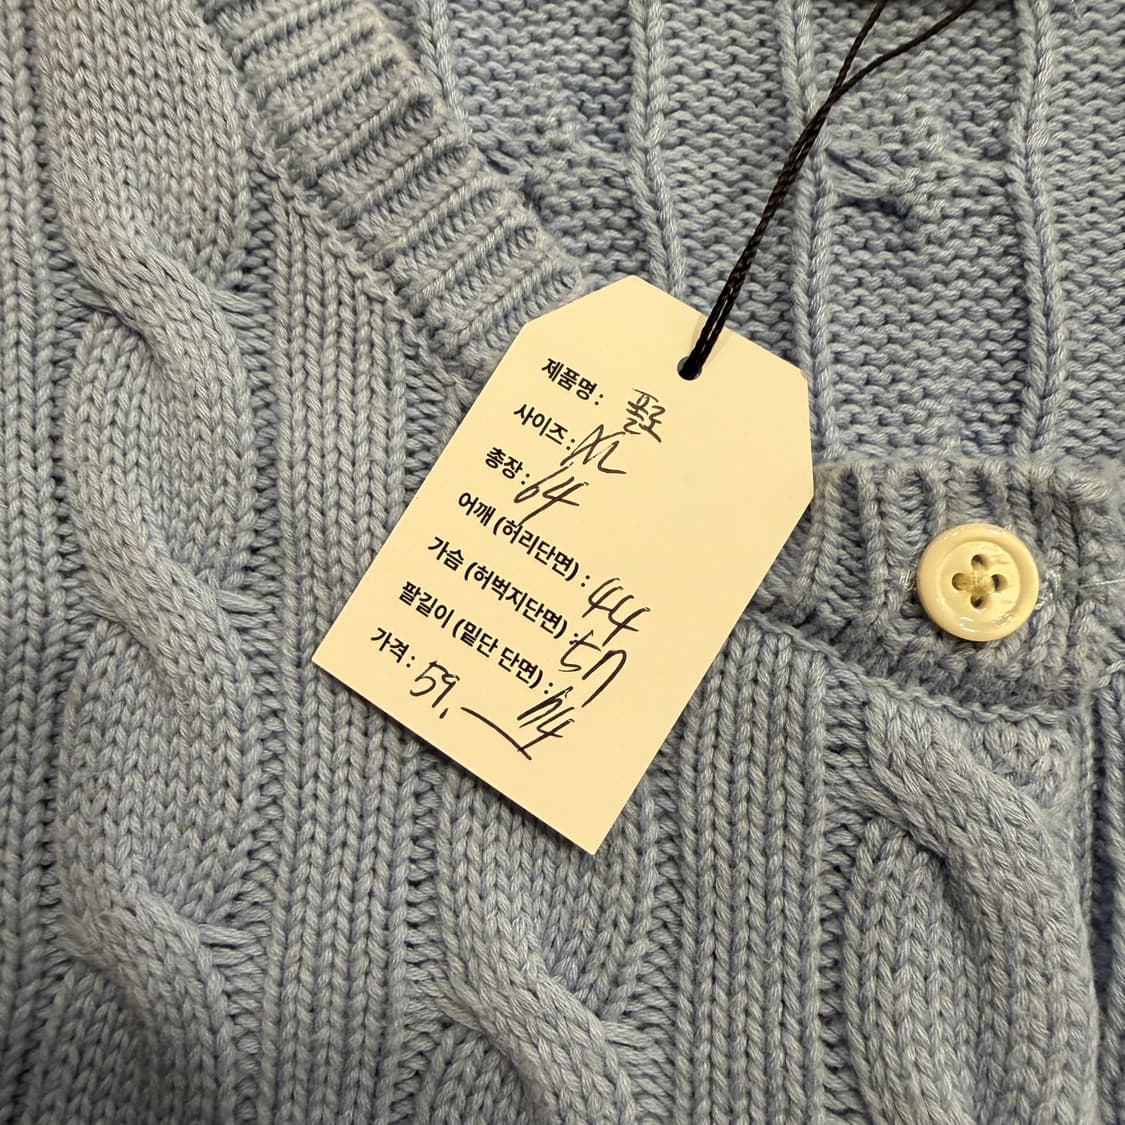 제품명 : 폴로
사이즈 : XL
총장 : 64
어깨 (허리단면) : 44
가슴 (허벅지단면) : 57
팔길이 (밑단 단면) : 64
가격 : 59,